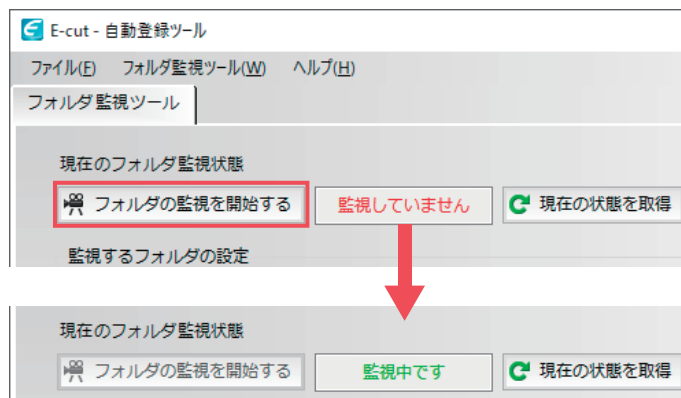 E-cut - 自動登録ツール
ファイル(F) フォルダ監視ツール(W) ヘルプ(H)
フォルダ監視ツール
現在のフォルダ監視状態
フォルダの監視を開始する 監視していません 現在の状態を取得
監視するフォルダの設定
現在のフォルダ監視状態
フォルダの監視を開始する 監視中です 現在の状態を取得